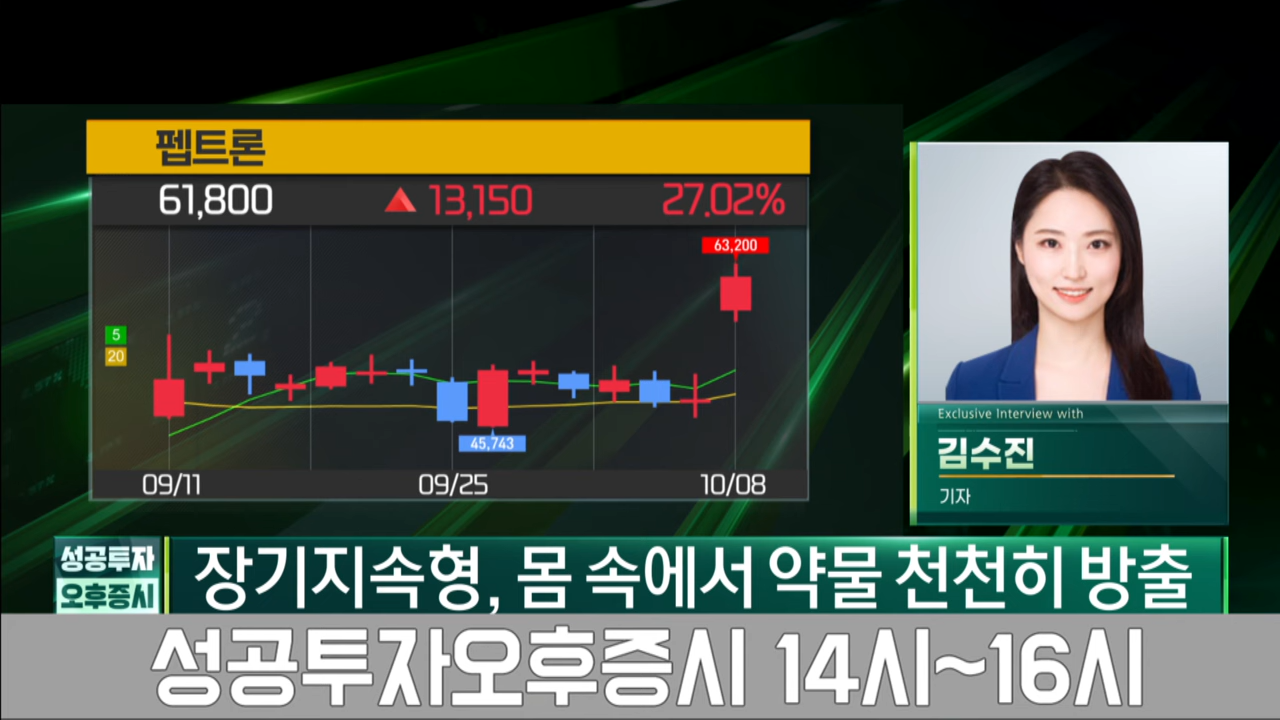 펩트론
61,800 ▲ 13,150 27.02%
63,200
5
20
45,743
09/11 09/25 10/08
Exclusive Interview with
김수진
기자
성공투자
오후증시
장기지속형, 몸 속에서 약물 천천히 방출
성공투자오후증시 14시~16시